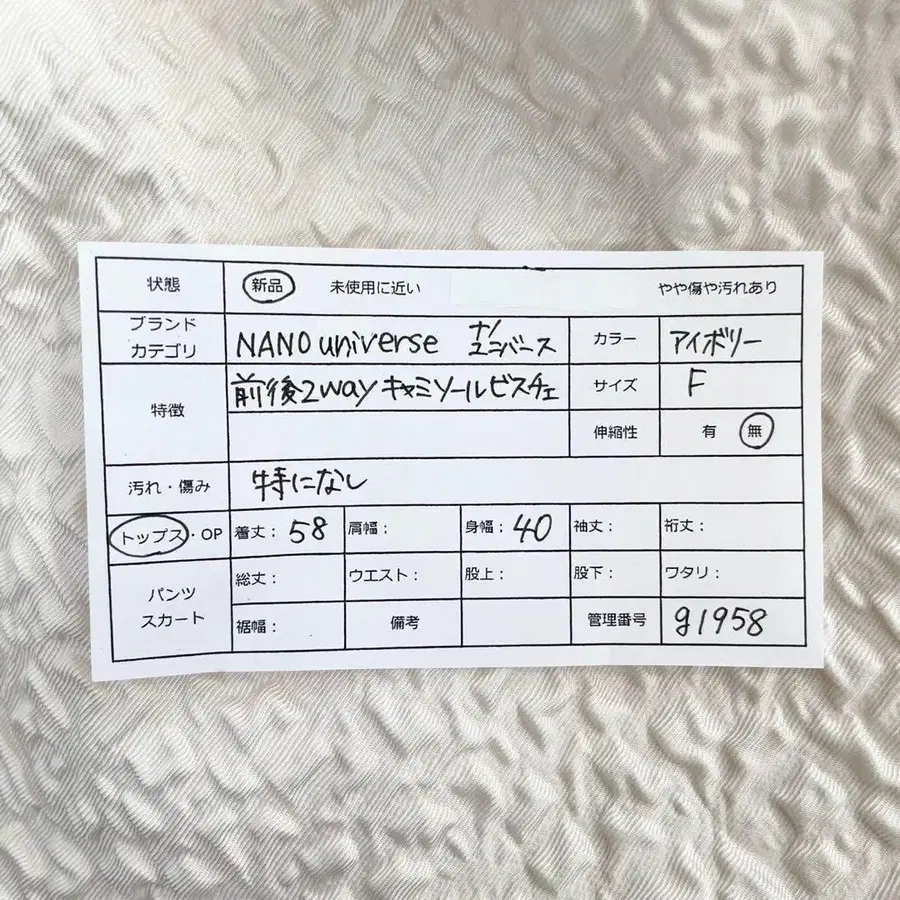 状態 新品 未使用に近い やや傷や汚れあり
ブランド
カテゴリ NANO universe ナノ
ユニバース カラー アイボリー
特徴 前後2way キャミソールビスチェ サイズ F
伸縮性 有 無
汚れ・傷み 特になし
トップス・OP 着丈：58 肩幅： 身幅：40 袖丈： 裄丈：
パンツ
スカート 総丈： ウエスト： 股上： 股下： ワタリ：
裾幅： 備考 管理番号 g1958